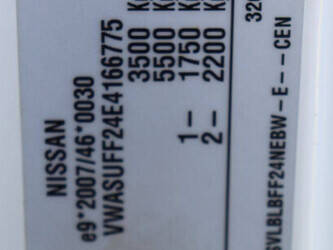 NISSAN
e9*2007/46*0030
VWASUFF24E4166775
3500
5500
1- 1750
2- 2200
SVLBLBFF24NEBW-E--CEN